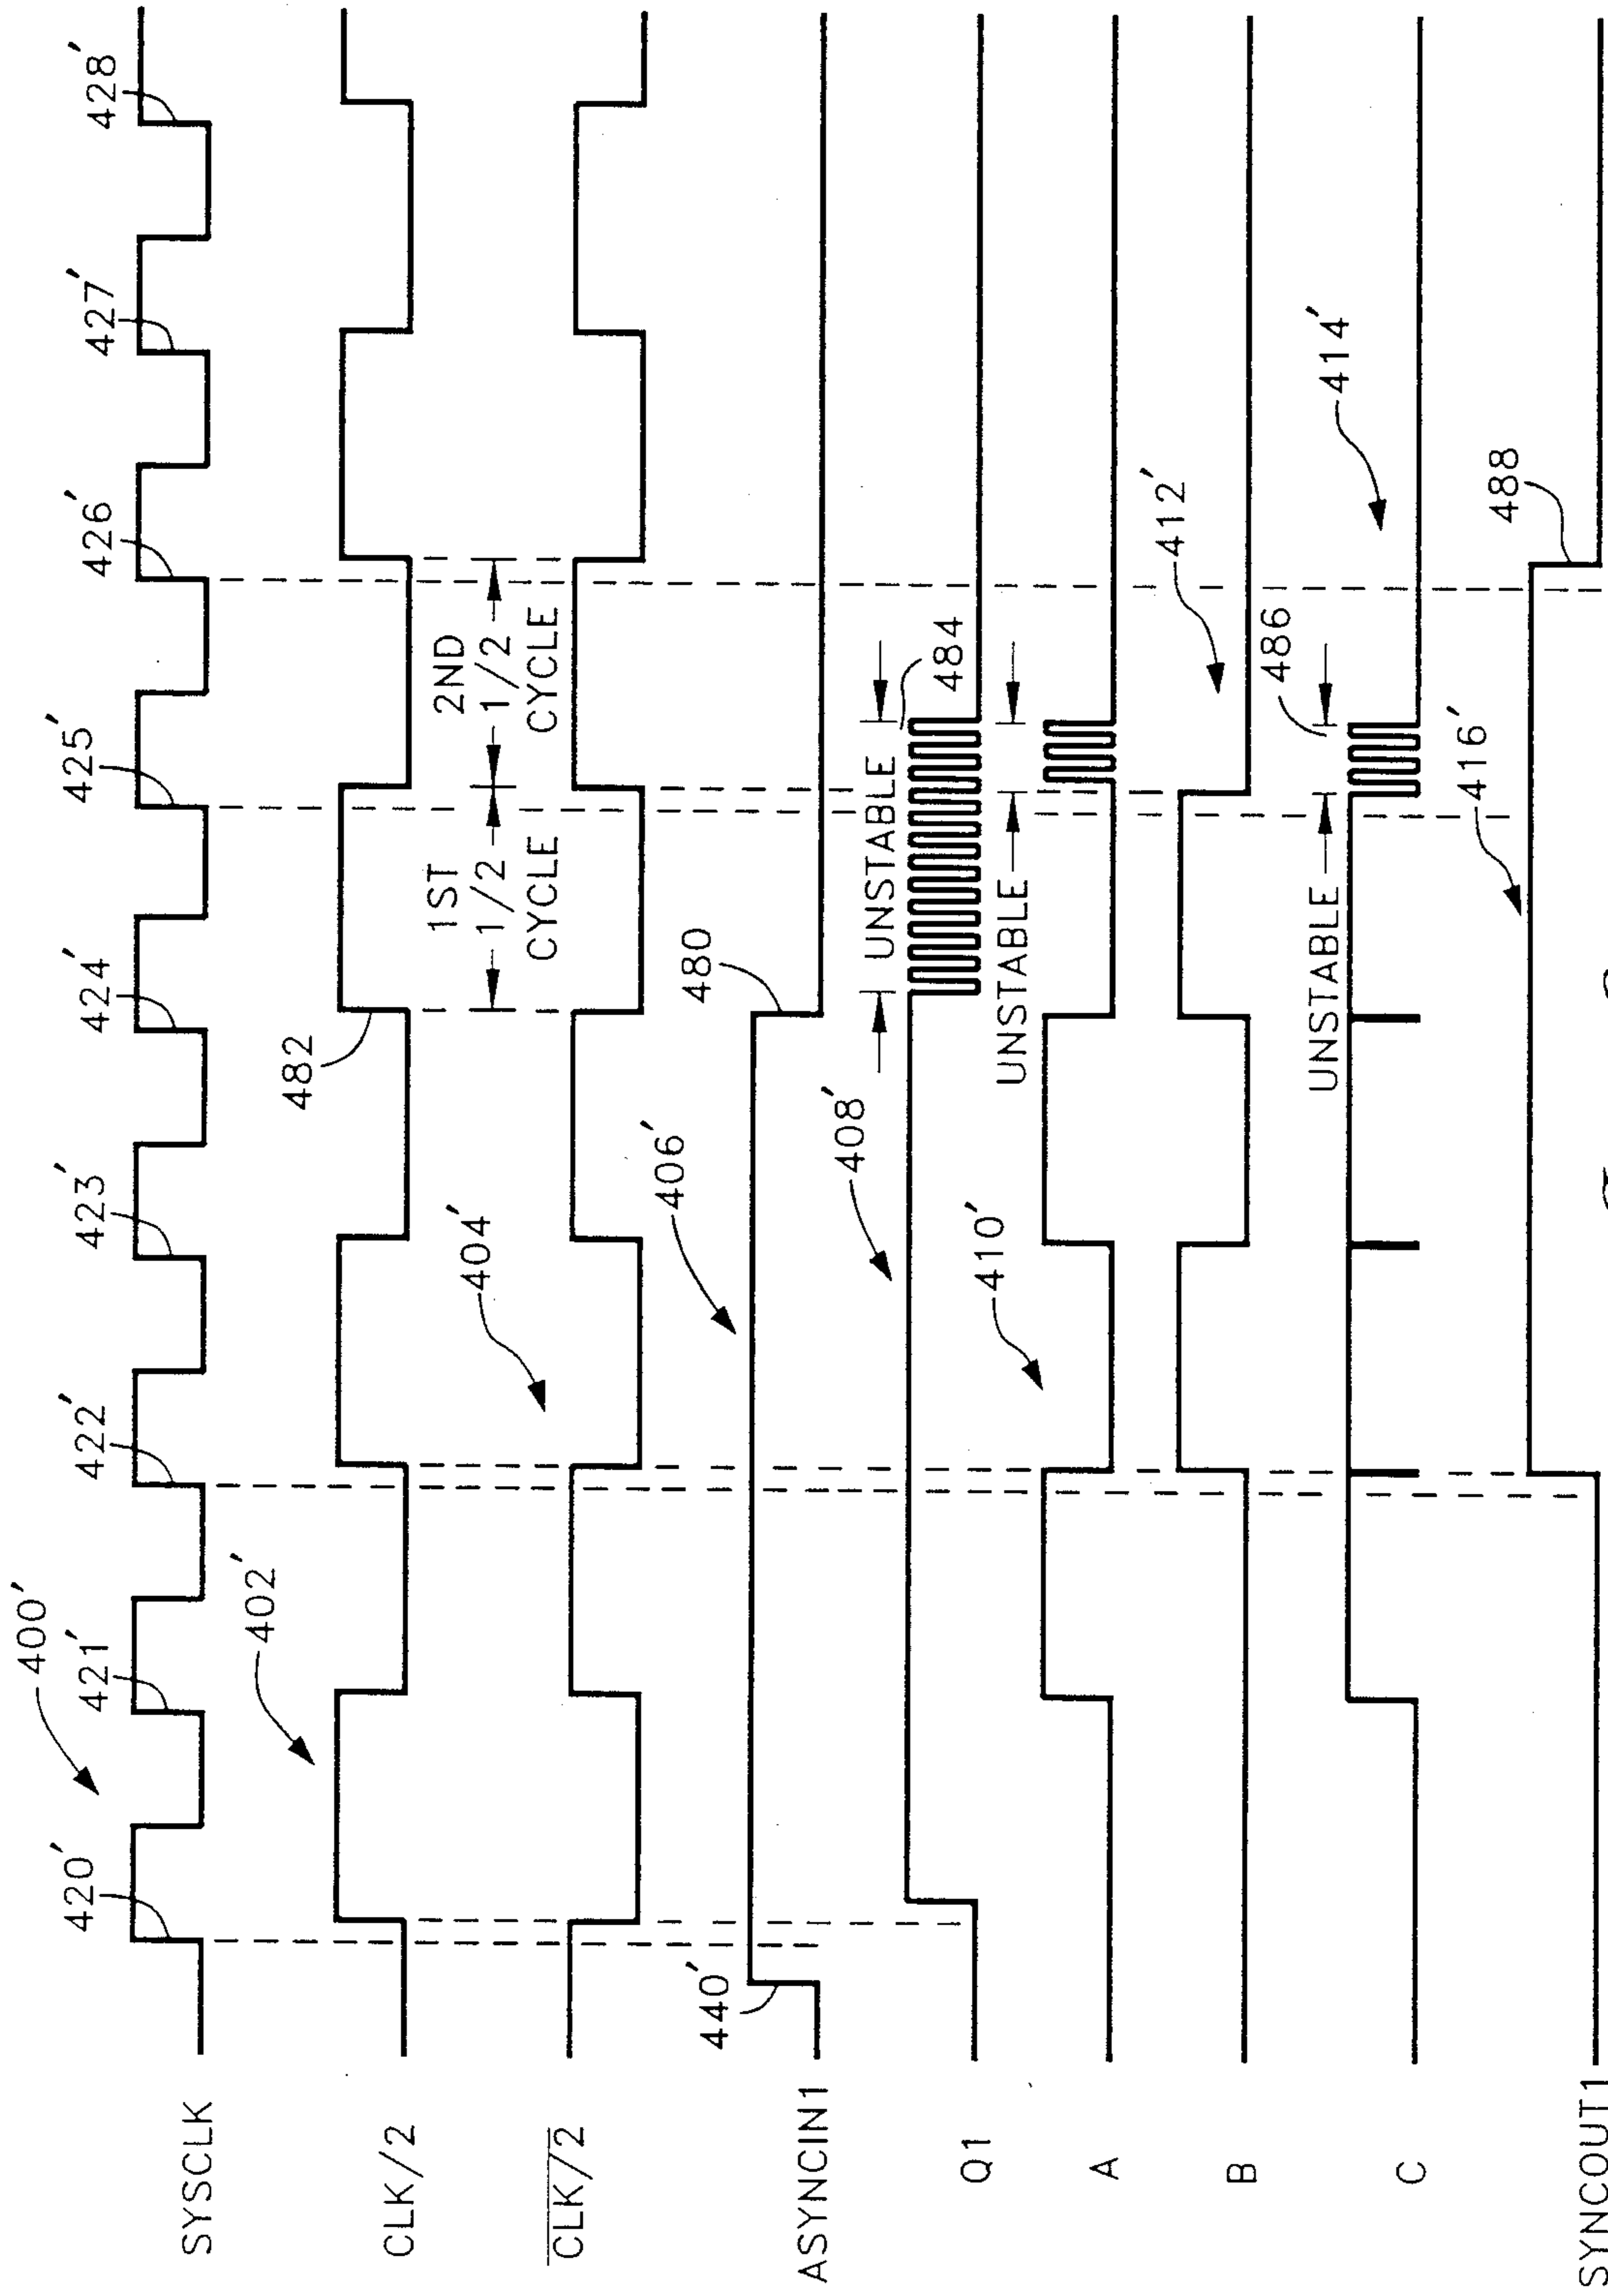 400′
420′
421′
422′
423′
424′
425′
426′
427′
428′
SYSCLK
402′
482
CLK/2
1ST
1/2
CYCLE
2ND
1/2
CYCLE
404′
CLK/2
440′
406′
480
ASYNCIN1
408′
UNSTABLE
484
Q1
410′
UNSTABLE
A
412′
B
UNSTABLE
486
414′
C
416′
488
SYNCOUT1